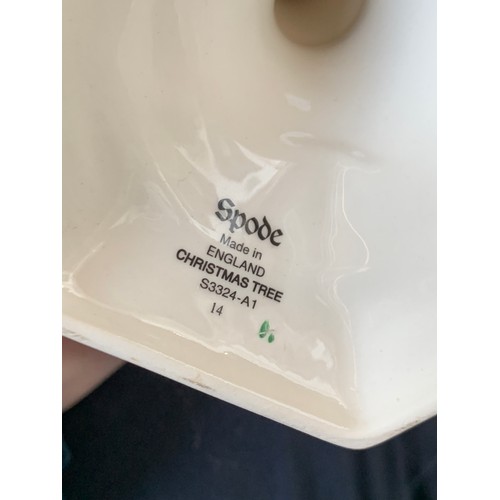 Spode
Made in
ENGLAND
CHRISTMAS TREE
S3324-A1
14